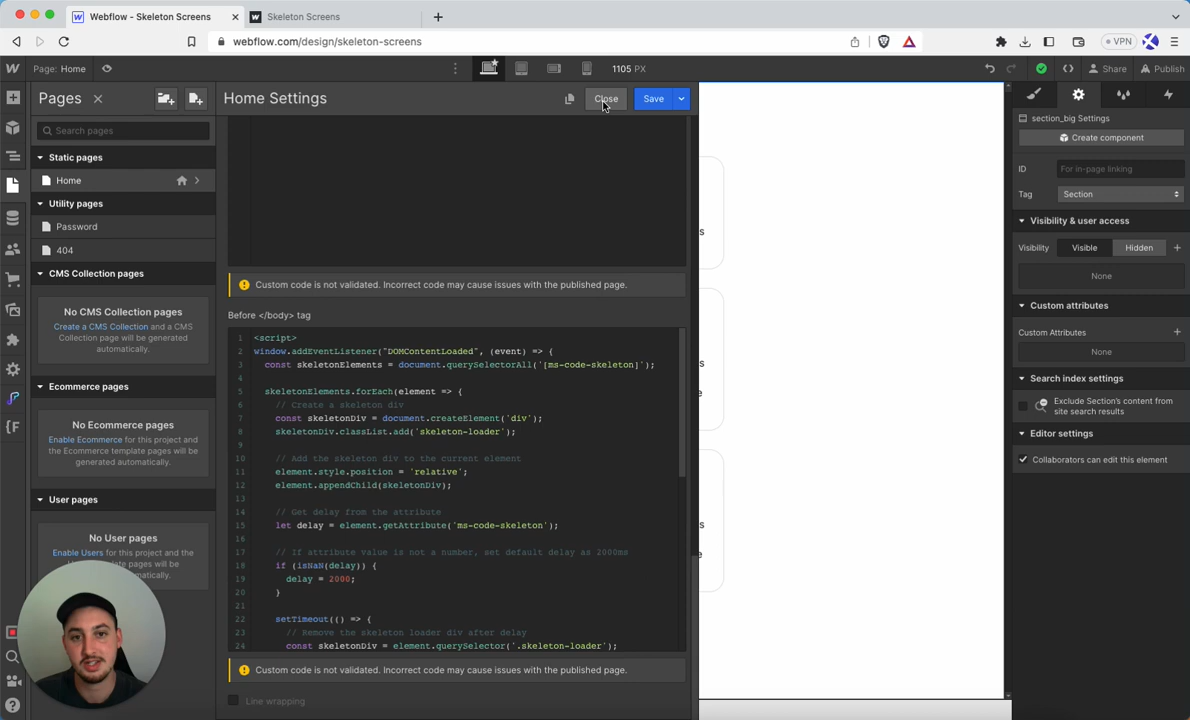 Webflow - Skeleton Screens
Skeleton Screens
webflow.com/design/skeleton-screens
VPN
Page: Home
1105 PX
Share
Publish
Pages
Home Settings
Close
Save
Search pages
Static pages
Home
Utility pages
Password
404
CMS Collection pages
No CMS Collection pages
Create a CMS Collection and a CMS
Collection page will be generated
automatically.
Ecommerce pages
No Ecommerce pages
Enable Ecommerce for this project and
the Ecommerce template pages will be
generated automatically.
User pages
No User pages
Enable Users for this project and the
pages will be
matically.
Custom code is not validated. Incorrect code may cause issues with the published page.
Before </body> tag
1 <script>
2 window.addEventListener("DOMContentLoaded", (event) => {
3 const skeletonElements = document.querySelectorAll('[ms-code-skeleton]');
4
5 skeletonElements.forEach(element => {
6 // Create a skeleton div
7 const skeletonDiv = document.createElement('div');
8 skeletonDiv.classList.add('skeleton-loader');
9
10 // Add the skeleton div to the current element
11 element.style.position = 'relative';
12 element.appendChild(skeletonDiv);
13
14 // Get delay from the attribute
15 let delay = element.getAttribute('ms-code-skeleton');
16
17 // If attribute value is not a number, set default delay as 2000ms
18 if (isNaN(delay)) {
19 delay = 2000;
20 }
21
22 setTimeout(() => {
23 // Remove the skeleton loader div after delay
24 const skeletonDiv = element.querySelector('.skeleton-loader');
Custom code is not validated. Incorrect code may cause issues with the published page.
Line wrapping
s
s
e
s
e
section_big Settings
Create component
ID
For in-page linking
Tag
Section
Visibility & user access
Visibility
Visible
Hidden
None
Custom attributes
Custom Attributes
None
Search index settings
Exclude Section's content from
site search results
Editor settings
Collaborators can edit this element